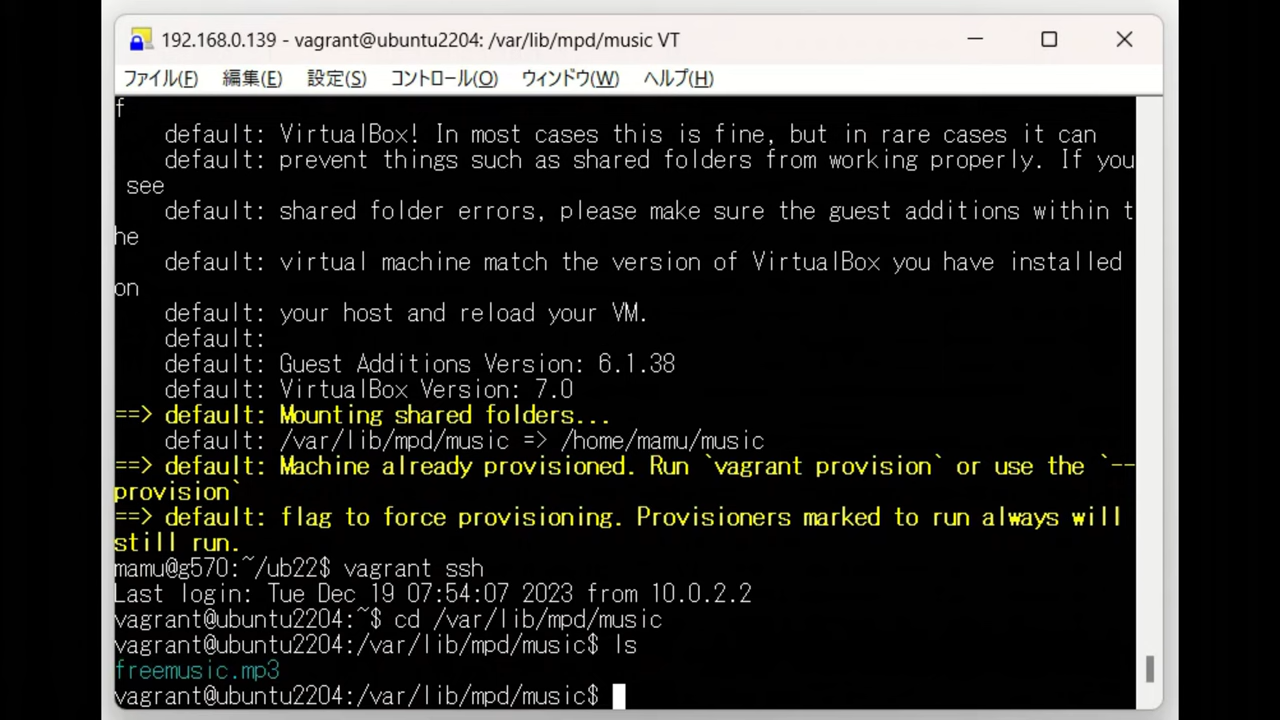 192.168.0.139 - vagrant@ubuntu2204: /var/lib/mpd/music VT
ファイル(F) 編集(E) 設定(S) コントロール(O) ウィンドウ(W) ヘルプ(H)
f
default: VirtualBox! In most cases this is fine, but in rare cases it can
default: prevent things such as shared folders from working properly. If you
see
default: shared folder errors, please make sure the guest additions within t
he
default: virtual machine match the version of VirtualBox you have installed
on
default: your host and reload your VM.
default:
default: Guest Additions Version: 6.1.38
default: VirtualBox Version: 7.0
==> default: Mounting shared folders...
default: /var/lib/mpd/music => /home/mamu/music
==> default: Machine already provisioned. Run `vagrant provision` or use the `--
provision`
==> default: flag to force provisioning. Provisioners marked to run always will
still run.
mamu@g570:~/ub22$ vagrant ssh
Last login: Tue Dec 19 07:54:07 2023 from 10.0.2.2
vagrant@ubuntu2204:~$ cd /var/lib/mpd/music
vagrant@ubuntu2204:/var/lib/mpd/music$ ls
freemusic.mp3
vagrant@ubuntu2204:/var/lib/mpd/music$